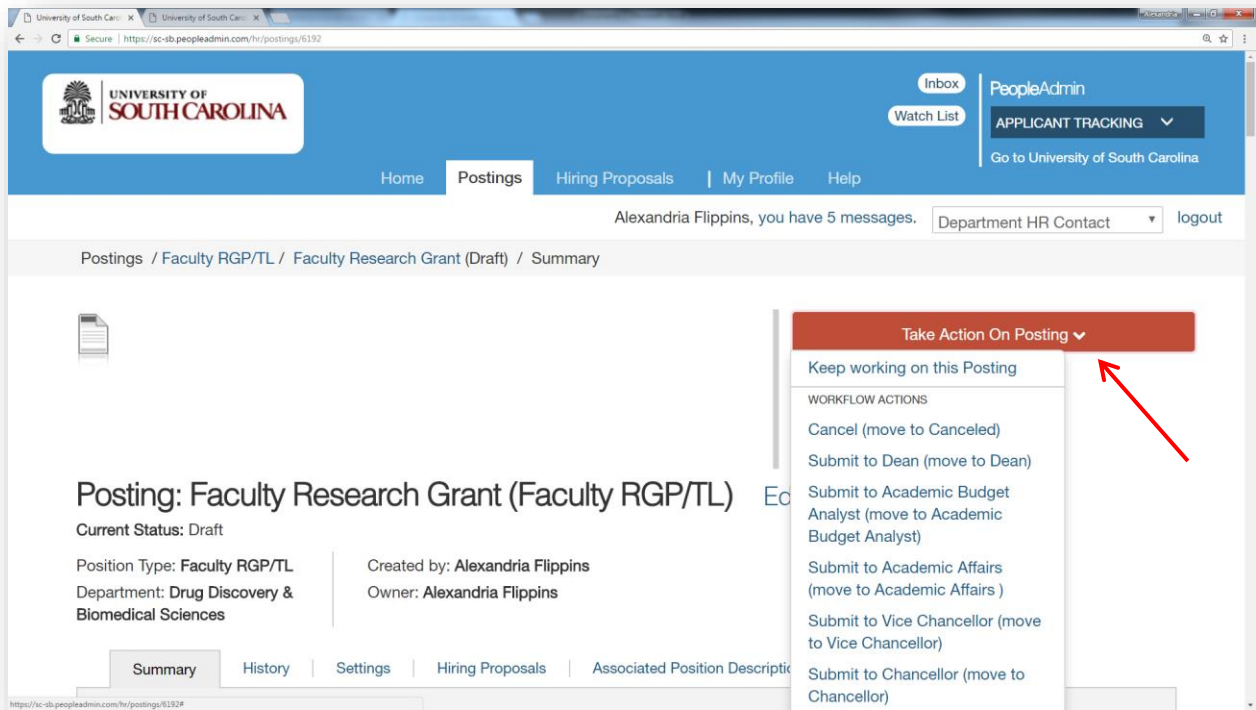 University of South Caro
University of South Caro
Alexandria
Secure | https://sc-sb.peopleadmin.com/hr/postings/6192
UNIVERSITY OF
SOUTH CAROLINA
Inbox
Watch List
PeopleAdmin
APPLICANT TRACKING
Go to University of South Carolina
Home Postings Hiring Proposals | My Profile Help
Alexandria Flippins, you have 5 messages. Department HR Contact logout
Postings / Faculty RGP/TL / Faculty Research Grant (Draft) / Summary
Take Action On Posting
Keep working on this Posting
WORKFLOW ACTIONS
Cancel (move to Canceled)
Submit to Dean (move to Dean)
Submit to Academic Budget
Analyst (move to Academic
Budget Analyst)
Submit to Academic Affairs
(move to Academic Affairs )
Submit to Vice Chancellor (move
to Vice Chancellor)
Submit to Chancellor (move to
Chancellor)
Posting: Faculty Research Grant (Faculty RGP/TL) Ed
Current Status: Draft
Position Type: Faculty RGP/TL
Department: Drug Discovery &
Biomedical Sciences
Created by: Alexandria Flippins
Owner: Alexandria Flippins
Summary History Settings Hiring Proposals Associated Position Descriptio
https://sc-sb.peopleadmin.com/hr/postings/6192#